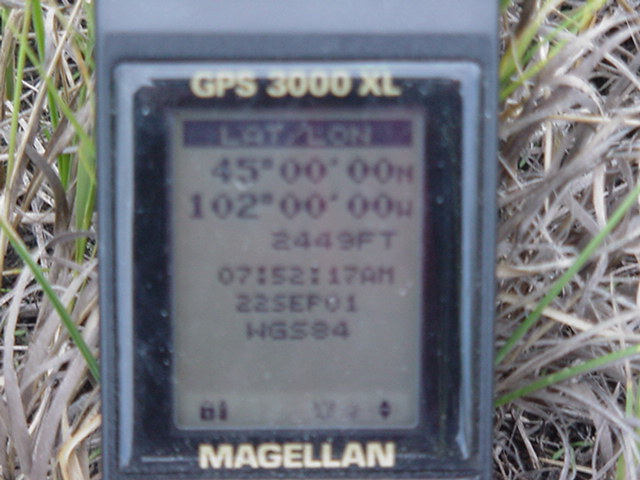 GPS 3000 XL
LAT/LON
45°00'00N
102°00'00W
2449FT
07:52:17AM
22SEP01
WGS84
MAGELLAN